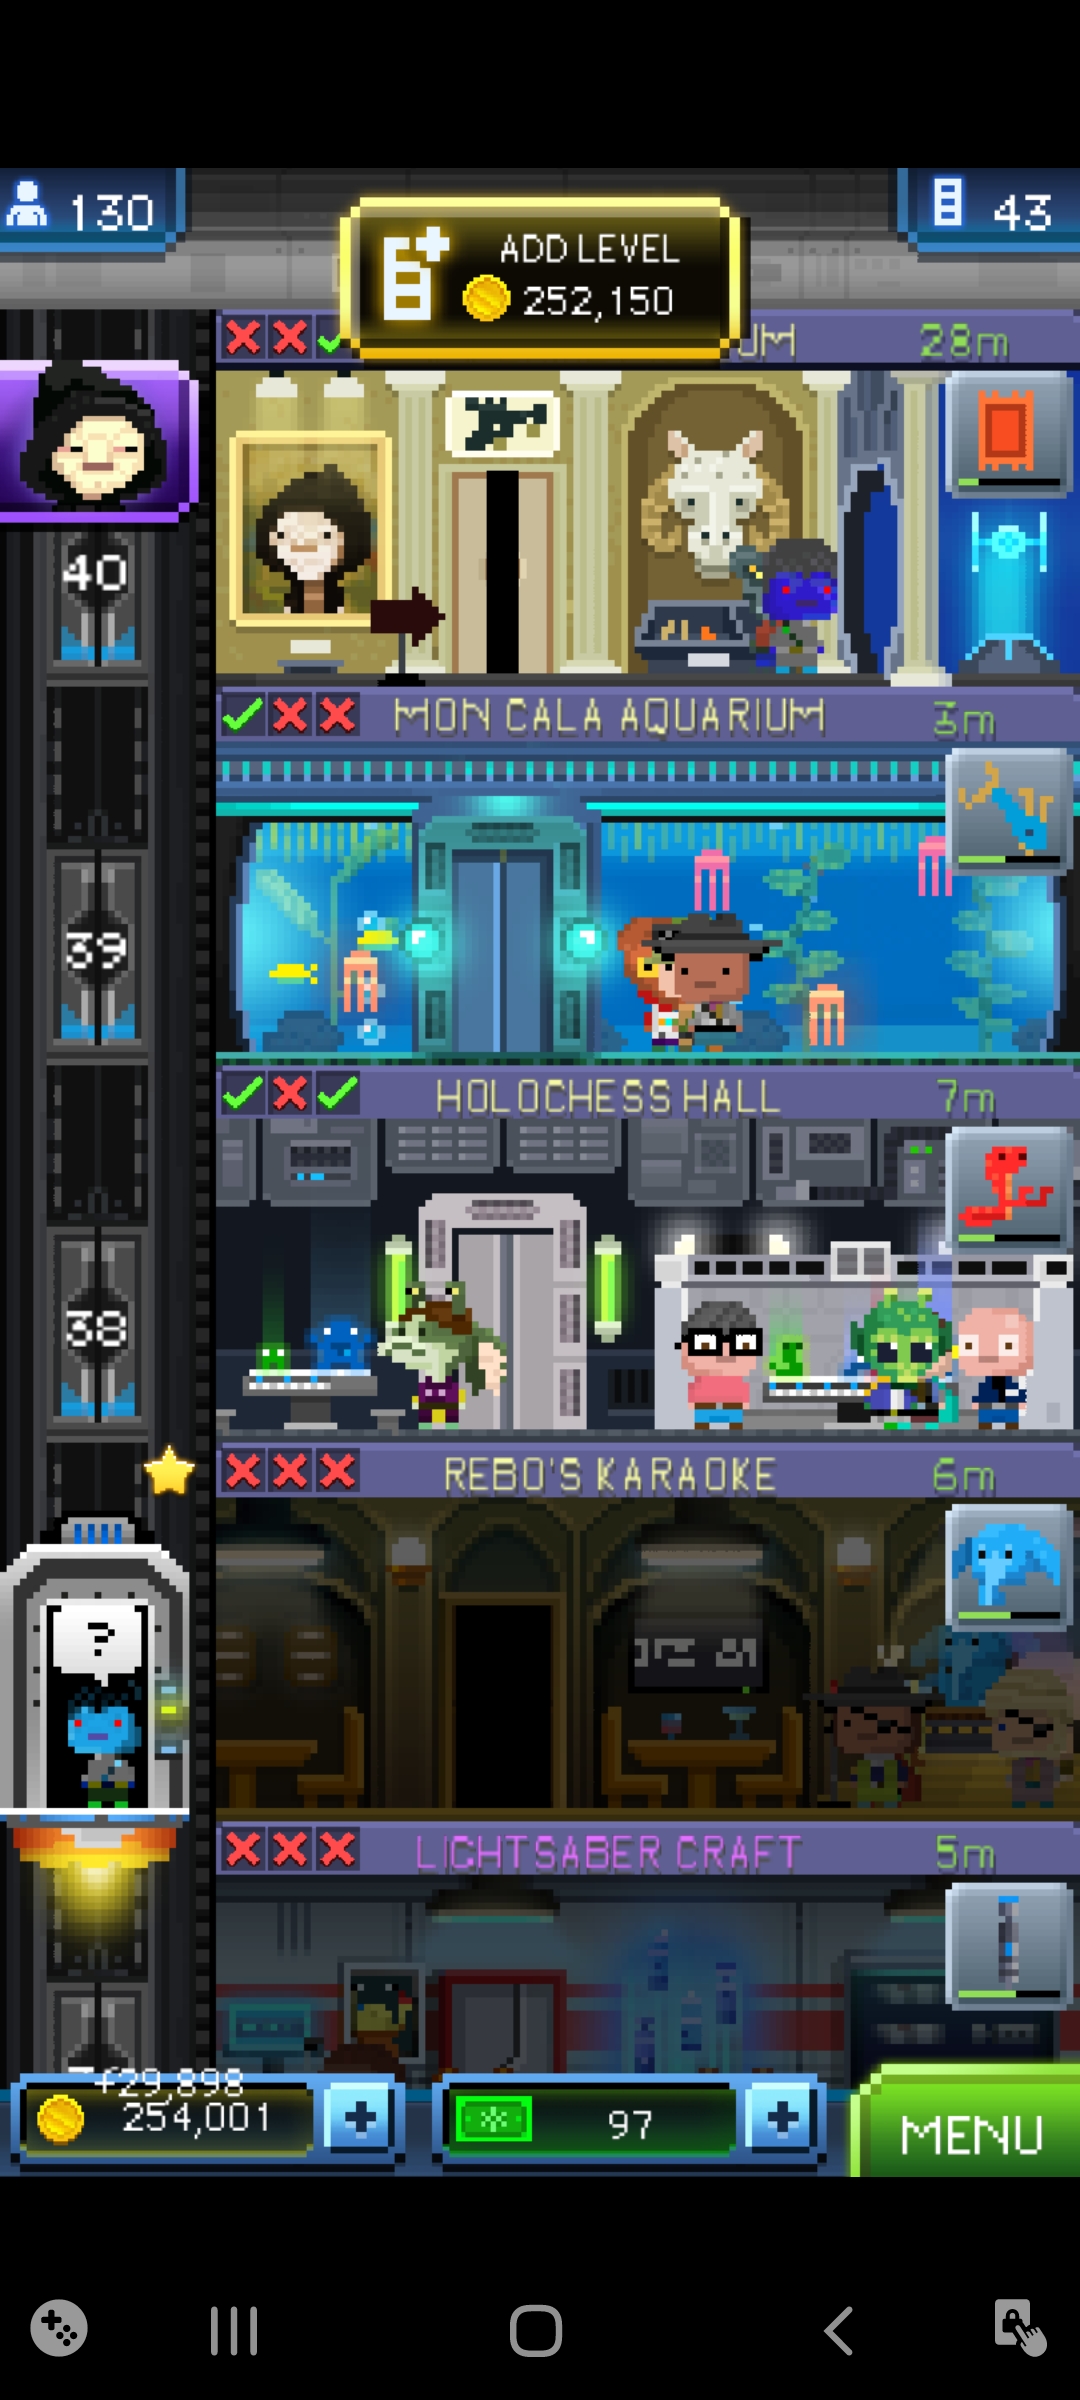 130
43
ADD LEVEL
252,150
UM
28m
40
MON CALA AQUARIUM
3m
39
HOLOCHESS HALL
7m
38
REBO'S KARAOKE
6m
?
LIGHTSABER CRAFT
5m
+29,898
254,001
+
97
+
MENU